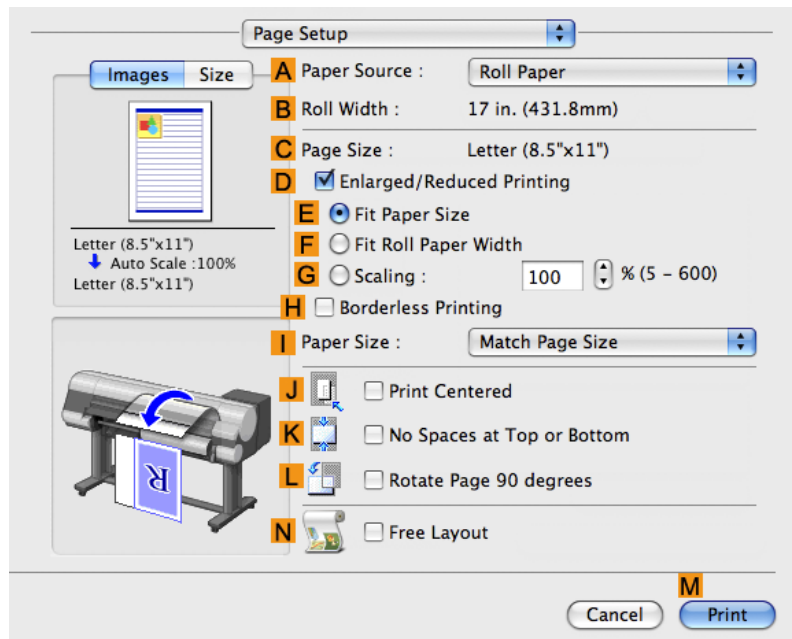 Page Setup
Images Size
A Paper Source : Roll Paper
B Roll Width : 17 in. (431.8mm)
C Page Size : Letter (8.5"x11")
D Enlarged/Reduced Printing
E Fit Paper Size
F Fit Roll Paper Width
G Scaling : 100 % (5 – 600)
Letter (8.5"x11")
Auto Scale :100%
Letter (8.5"x11")
H Borderless Printing
I Paper Size : Match Page Size
J Print Centered
K No Spaces at Top or Bottom
L Rotate Page 90 degrees
R
N Free Layout
M
Cancel Print